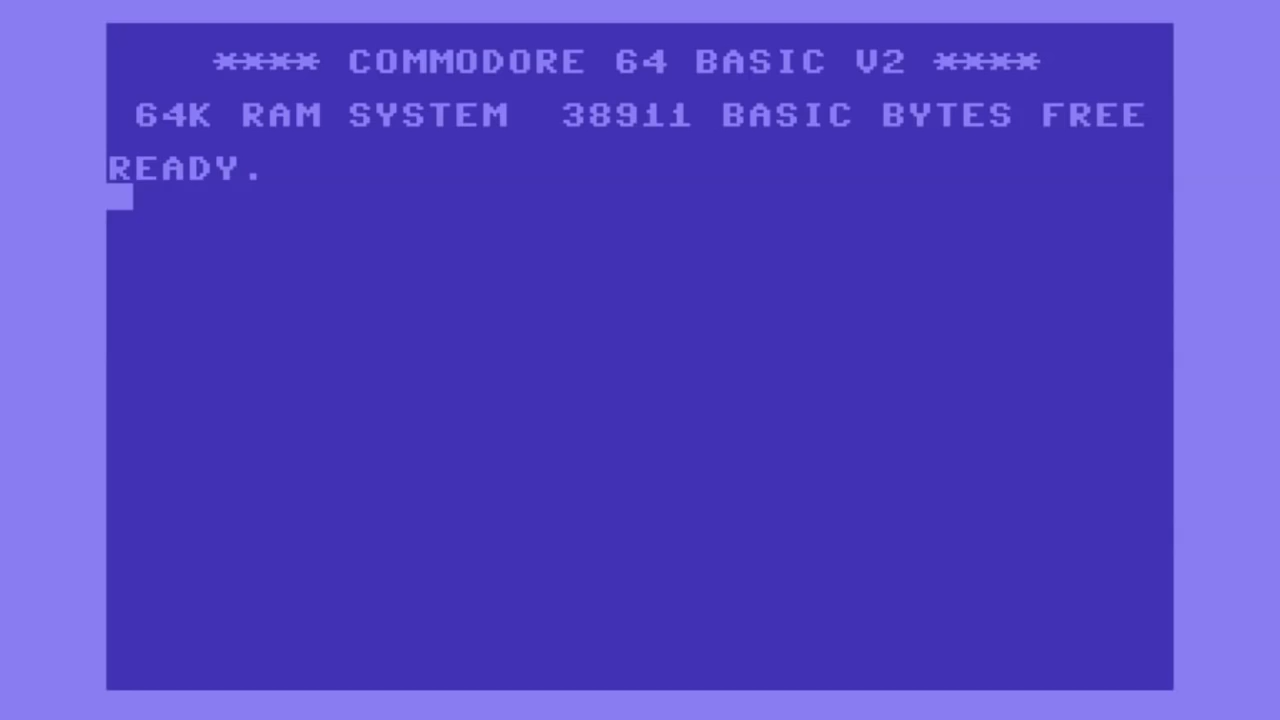 **** COMMODORE 64 BASIC V2 ****
64K RAM SYSTEM  38911 BASIC BYTES FREE
READY.